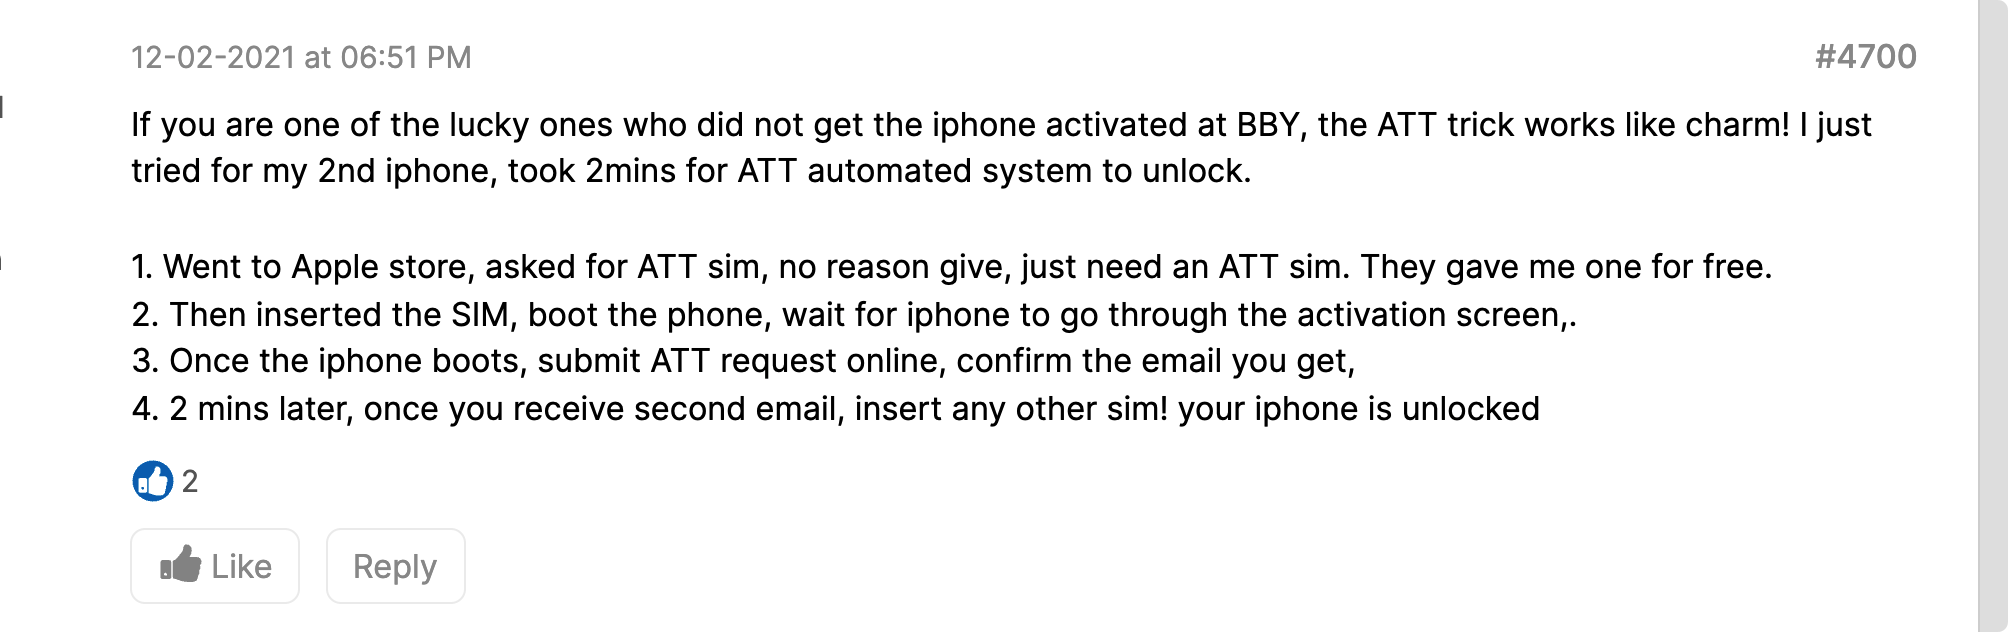 12-02-2021 at 06:51 PM
#4700
If you are one of the lucky ones who did not get the iphone activated at BBY, the ATT trick works like charm! I just
tried for my 2nd iphone, took 2mins for ATT automated system to unlock.
1. Went to Apple store, asked for ATT sim, no reason give, just need an ATT sim. They gave me one for free.
2. Then inserted the SIM, boot the phone, wait for iphone to go through the activation screen,.
3. Once the iphone boots, submit ATT request online, confirm the email you get,
4. 2 mins later, once you receive second email, insert any other sim! your iphone is unlocked
2
Like
Reply